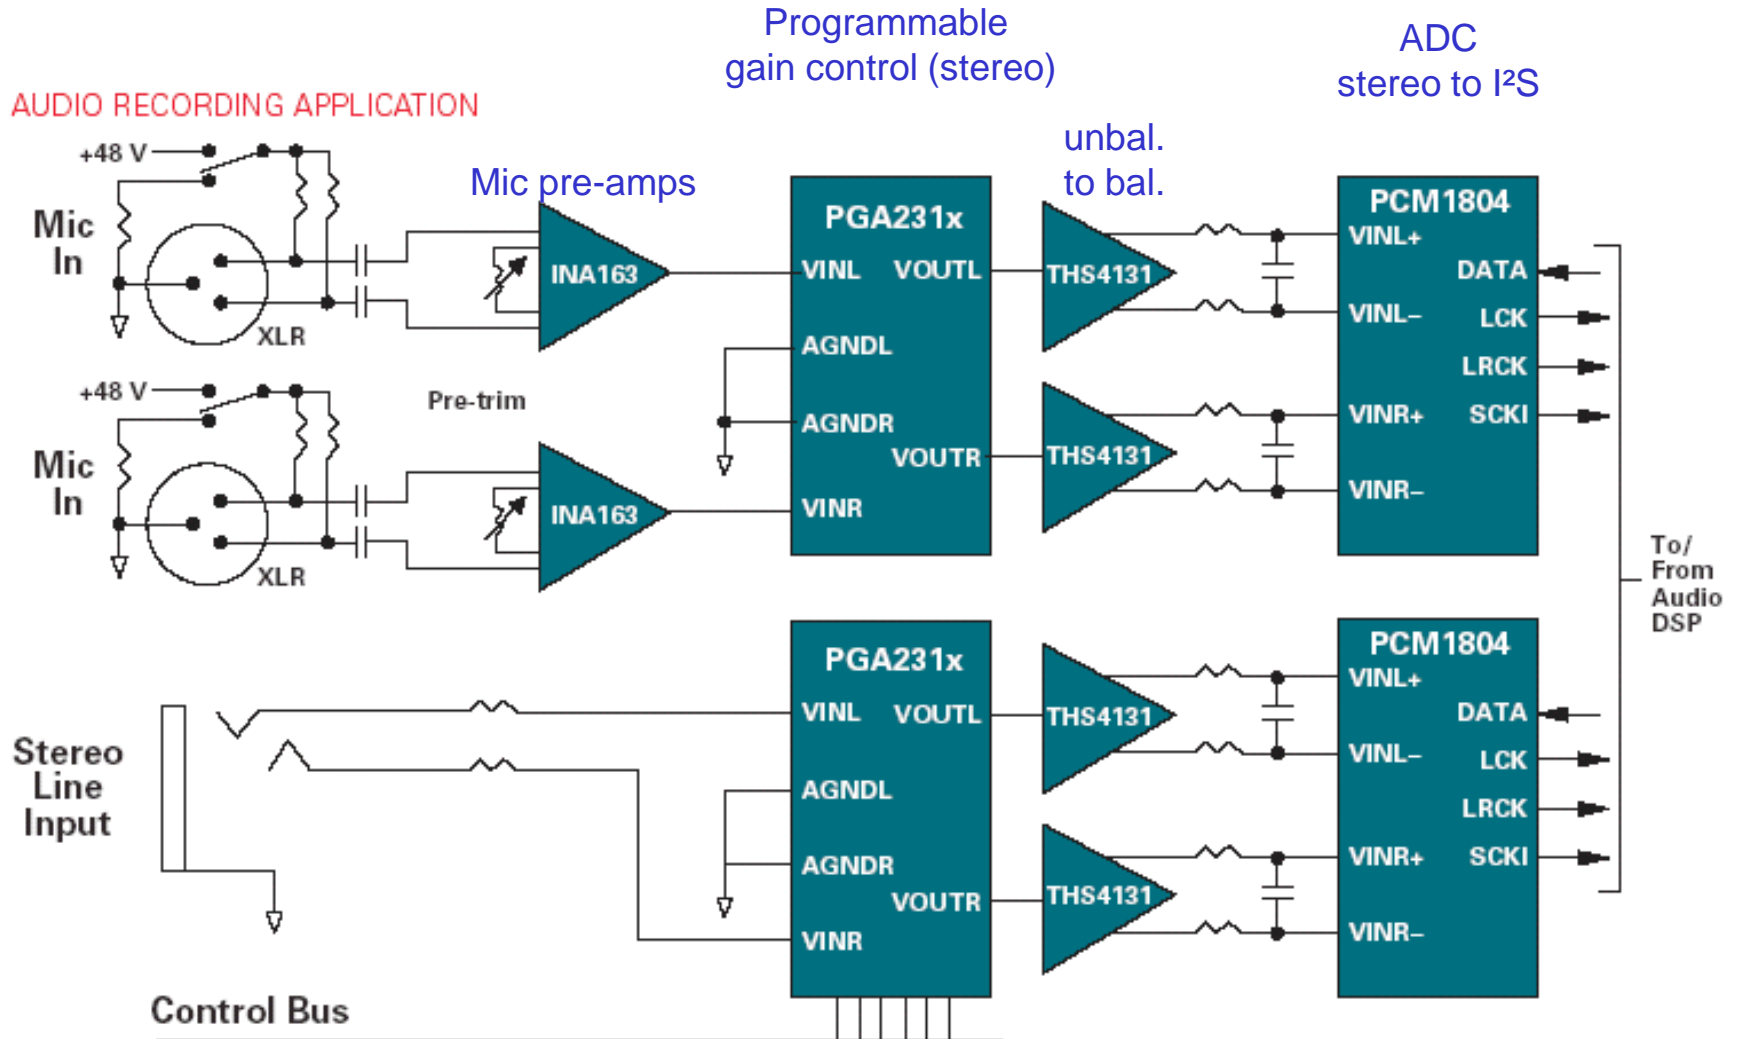 Programmable
gain control (stereo)
ADC
stereo to I²S
AUDIO RECORDING APPLICATION
unbal.
to bal.
Mic pre-amps
+48 V
Mic
In
XLR
INA163
PGA231x
VINL
VOUTL
AGNDL
AGNDR
VOUTR
VINR
THS4131
THS4131
PCM1804
VINL+
DATA
VINL–
LCK
LRCK
VINR+
SCKI
VINR–
+48 V
Pre-trim
Mic
In
XLR
INA163
To/
From
Audio
DSP
Stereo
Line
Input
PGA231x
VINL
VOUTL
AGNDL
AGNDR
VOUTR
VINR
THS4131
THS4131
PCM1804
VINL+
DATA
VINL–
LCK
LRCK
VINR+
SCKI
VINR–
Control Bus